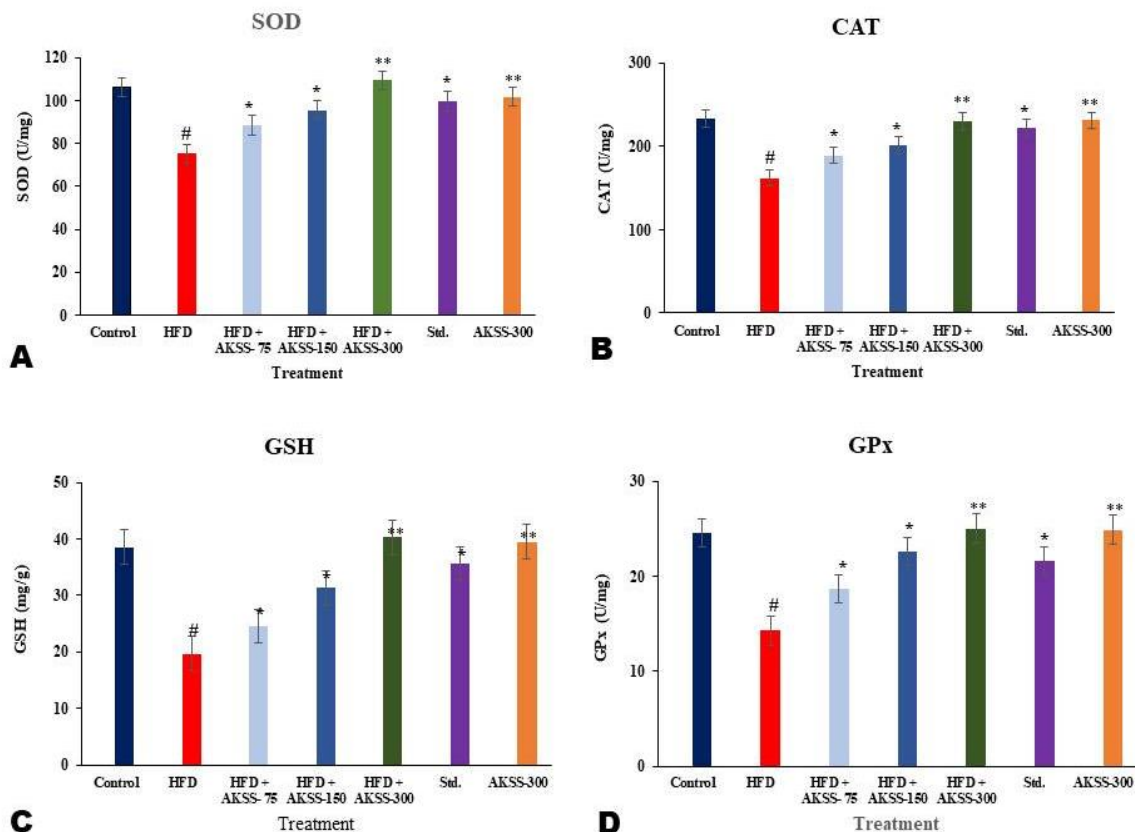 SOD
120
100
80
60
40
20
0
SOD (U/mg)
# * * ** * **
Control HFD HFD + AKSS- 75 HFD + AKSS-150 HFD + AKSS-300 Std. AKSS-300
Treatment
A
CAT
300
200
100
0
CAT (U/mg)
# * * ** * **
Control HFD HFD + AKSS- 75 HFD + AKSS-150 HFD + AKSS-300 Std. AKSS-300
Treatment
B
GSH
50
40
30
20
10
0
GSH (mg/g)
# * * ** * **
Control HFD HFD + AKSS- 75 HFD + AKSS-150 HFD + AKSS-300 Std. AKSS-300
Treatment
C
GPx
30
20
10
0
GPx (U/mg)
# * * ** * **
Control HFD HFD + AKSS- 75 HFD + AKSS-150 HFD + AKSS-300 Std. AKSS-300
Treatment
D